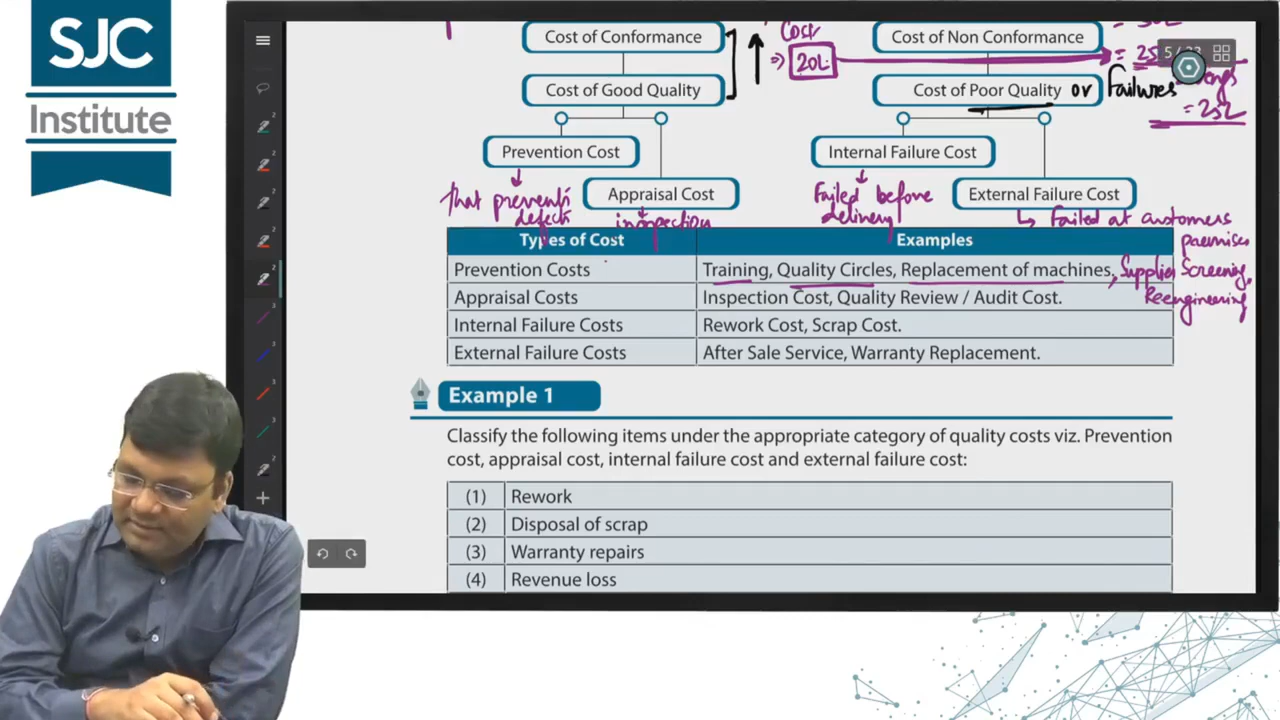 SJC
Institute
Cost
⇒ 20L
5 / 22
Cost of Conformance
Cost of Non Conformance
Cost of Good Quality
Cost of Poor Quality or Failures
= 25L
Prevention Cost
Internal Failure Cost
Appraisal Cost
External Failure Cost
that preventi
defects
inspection
Failed before
delivery
Failed at customers
paemises
Types of Cost Examples
Prevention Costs Training, Quality Circles, Replacement of machines, Supplier Screening,
Reengineering
Appraisal Costs Inspection Cost, Quality Review / Audit Cost.
Internal Failure Costs Rework Cost, Scrap Cost.
External Failure Costs After Sale Service, Warranty Replacement.
Example 1
Classify the following items under the appropriate category of quality costs viz. Prevention
cost, appraisal cost, internal failure cost and external failure cost:
(1) Rework
(2) Disposal of scrap
(3) Warranty repairs
(4) Revenue loss